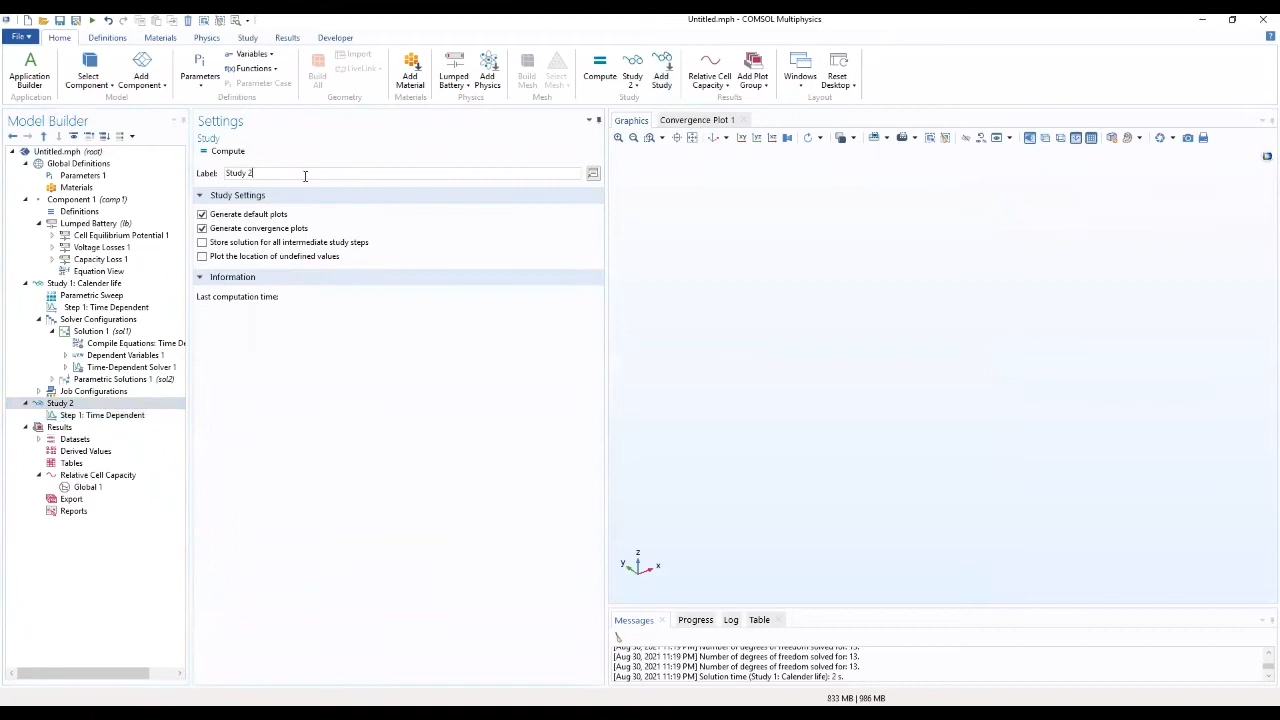 Untitled.mph - COMSOL Multiphysics
File
Home
Definitions
Materials
Physics
Study
Results
Developer
Application Builder
Application
Select Component
Add Component
Model
Pi
Parameters
a= Variables
f(x) Functions
Pi Parameter Case
Definitions
Build All
Import
LiveLink
Geometry
Add Material
Materials
Lumped Battery
Add Physics
Physics
Build Mesh
Select Mesh
Mesh
Compute
Study 2
Add Study
Study
Relative Cell Capacity
Add Plot Group
Results
Windows
Reset Desktop
Layout
Model Builder
Untitled.mph (root)
Global Definitions
Parameters 1
Materials
Component 1 (comp1)
Definitions
Lumped Battery (lb)
Cell Equilibrium Potential 1
Voltage Losses 1
Capacity Loss 1
Equation View
Study 1: Calender life
Parametric Sweep
Step 1: Time Dependent
Solver Configurations
Solution 1 (sol1)
Compile Equations: Time De
Dependent Variables 1
Time-Dependent Solver 1
Parametric Solutions 1 (sol2)
Job Configurations
Study 2
Step 1: Time Dependent
Results
Datasets
Derived Values
Tables
Relative Cell Capacity
Global 1
Export
Reports
Settings
Study
= Compute
Label: Study 2
Study Settings
Generate default plots
Generate convergence plots
Store solution for all intermediate study steps
Plot the location of undefined values
Information
Last computation time:
Graphics
Convergence Plot 1
z
y
x
Messages
Progress
Log
Table
[Aug 30, 2021 11:19 PM] Number of degrees of freedom solved for: 13.
[Aug 30, 2021 11:19 PM] Number of degrees of freedom solved for: 13.
[Aug 30, 2021 11:19 PM] Solution time (Study 1: Calender life): 2 s.
833 MB | 986 MB